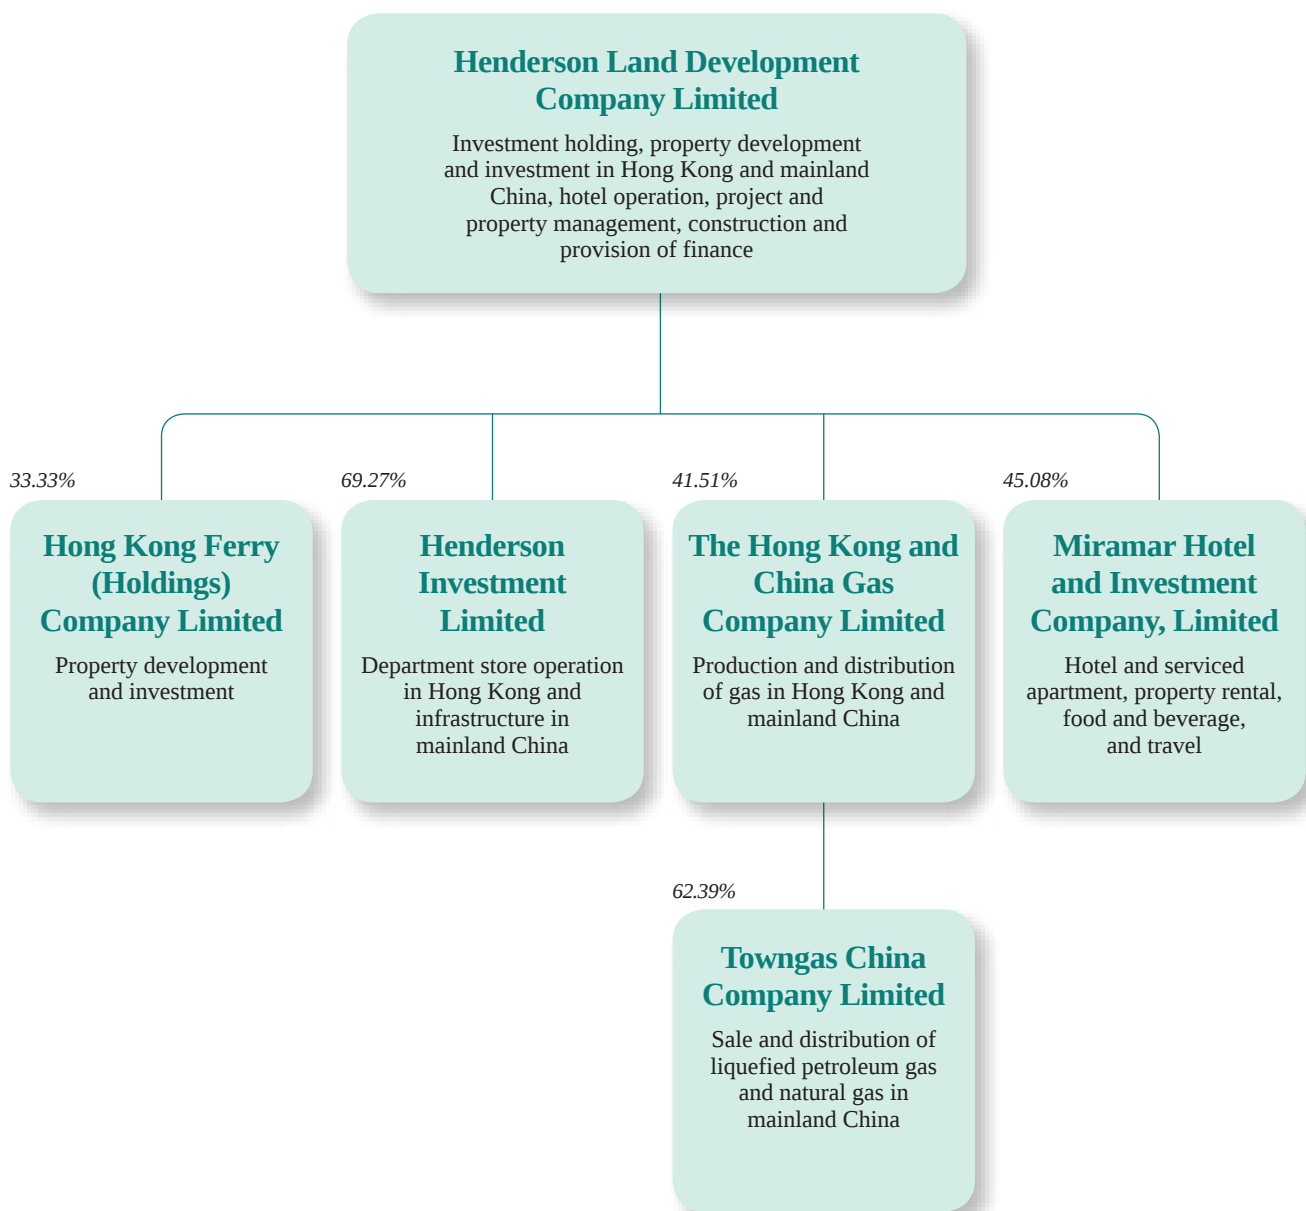 Henderson Land Development
Company Limited
Investment holding, property development
and investment in Hong Kong and mainland
China, hotel operation, project and
property management, construction and
provision of finance
33.33%
Hong Kong Ferry
(Holdings)
Company Limited
Property development
and investment
69.27%
Henderson
Investment
Limited
Department store operation
in Hong Kong and
infrastructure in
mainland China
41.51%
The Hong Kong and
China Gas
Company Limited
Production and distribution
of gas in Hong Kong and
mainland China
45.08%
Miramar Hotel
and Investment
Company, Limited
Hotel and serviced
apartment, property rental,
food and beverage,
and travel
62.39%
Towngas China
Company Limited
Sale and distribution of
liquefied petroleum gas
and natural gas in
mainland China